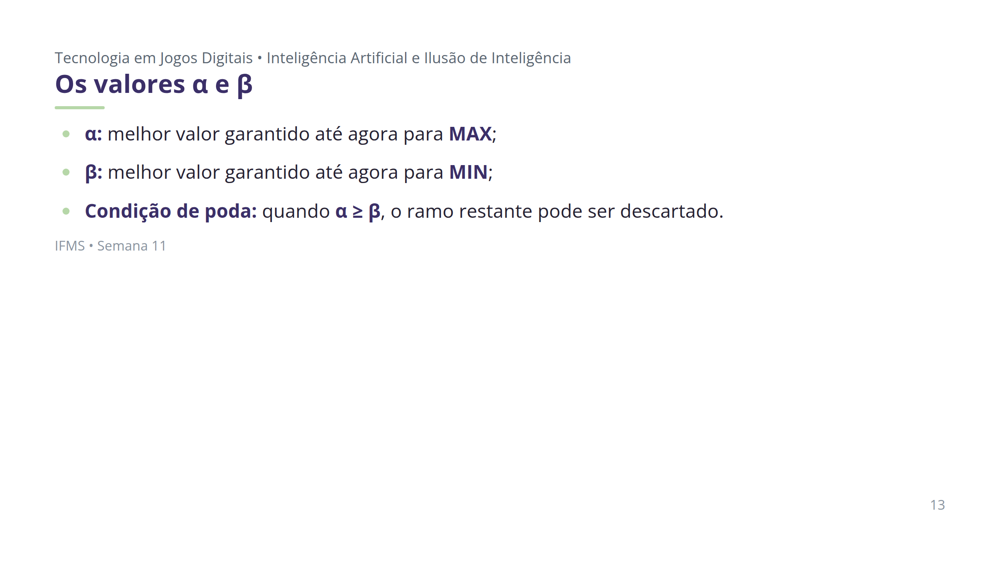 Tecnologia em Jogos Digitais • Inteligência Artificial e Ilusão de Inteligência
Os valores α e β
• α: melhor valor garantido até agora para MAX;
• β: melhor valor garantido até agora para MIN;
• Condição de poda: quando α ≥ β, o ramo restante pode ser descartado.
IFMS • Semana 11
13